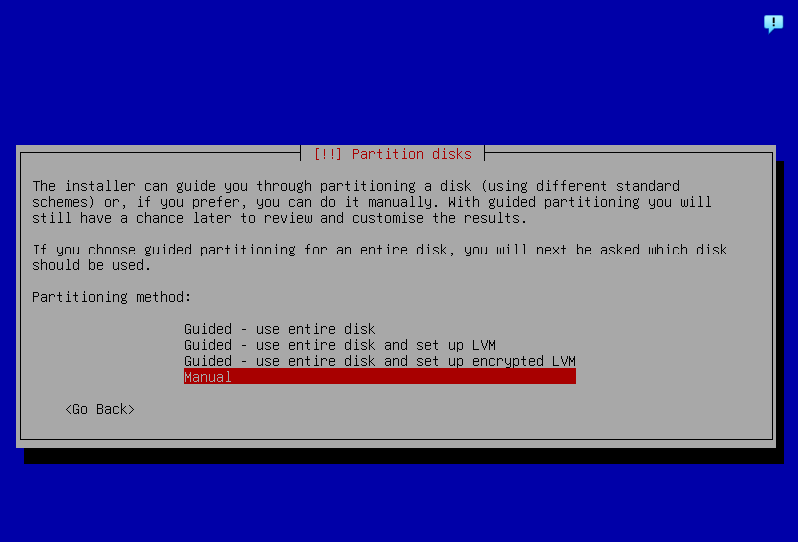 [!!] Partition disks
The installer can guide you through partitioning a disk (using different standard
schemes) or, if you prefer, you can do it manually. With guided partitioning you will
still have a chance later to review and customise the results.
If you choose guided partitioning for an entire disk, you will next be asked which disk
should be used.
Partitioning method:
Guided - use entire disk
Guided - use entire disk and set up LVM
Guided - use entire disk and set up encrypted LVM
Manual
<Go Back>